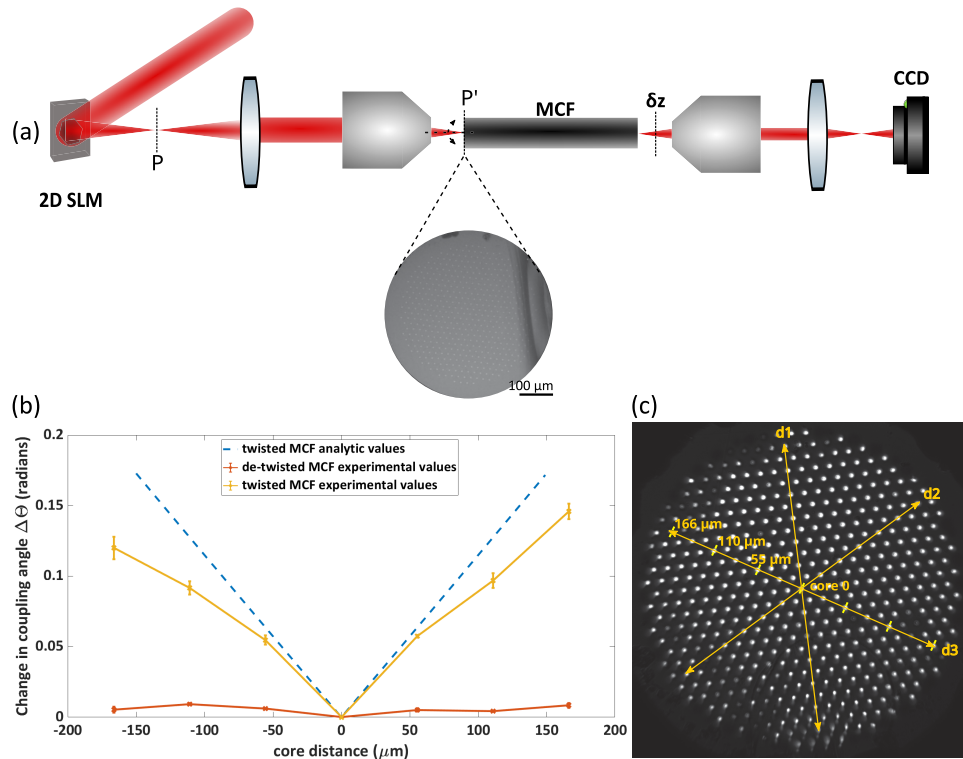 CCD
P'
MCF
δz
(a)
P
2D SLM
100 μm
(b)
(c)
0.2
0.15
0.1
0.05
0
Change in coupling angle ΔΘ (radians)
twisted MCF analytic values
de-twisted MCF experimental values
twisted MCF experimental values
-200 -150 -100 -50 0 50 100 150 200
core distance (μm)
d1
d2
166 μm
110 μm
55 μm
core 0
d3